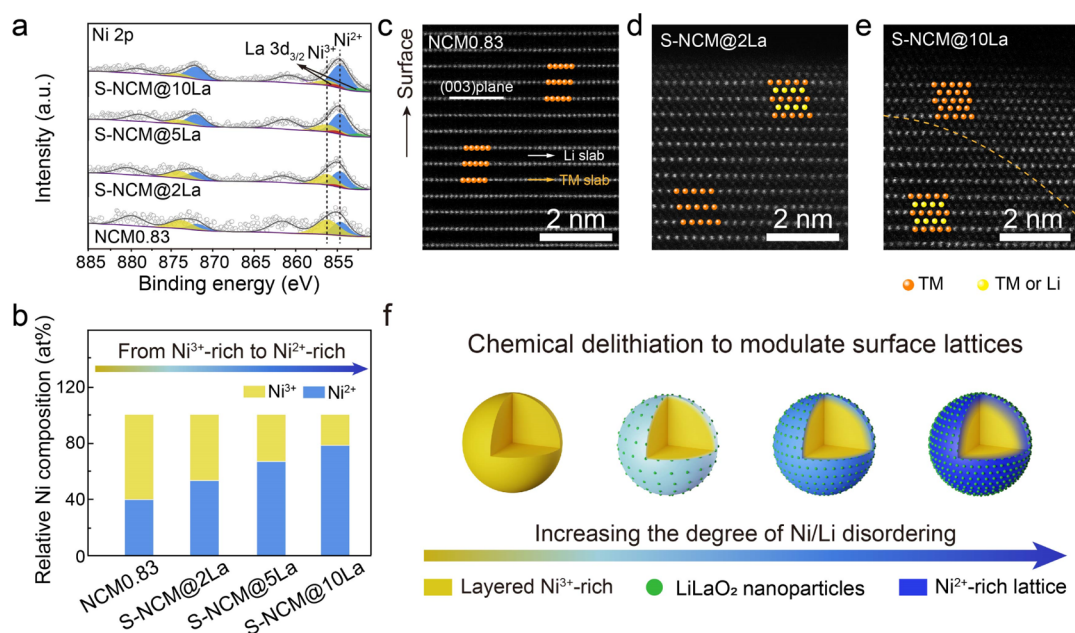 a
Ni 2p
La 3d3/2 Ni³⁺
Ni²⁺
S-NCM@10La
S-NCM@5La
S-NCM@2La
NCM0.83
Intensity (a.u.)
885 880 875 870 865 860 855
Binding energy (eV)
c
NCM0.83
Surface
(003)plane
Li slab
TM slab
2 nm
d
S-NCM@2La
2 nm
e
S-NCM@10La
2 nm
TM
TM or Li
b
From Ni³⁺-rich to Ni²⁺-rich
Ni³⁺
Ni²⁺
Relative Ni composition (at%)
120
80
40
0
NCM0.83
S-NCM@2La
S-NCM@5La
S-NCM@10La
f
Chemical delithiation to modulate surface lattices
Increasing the degree of Ni/Li disordering
Layered Ni³⁺-rich
LiLaO₂ nanoparticles
Ni²⁺-rich lattice